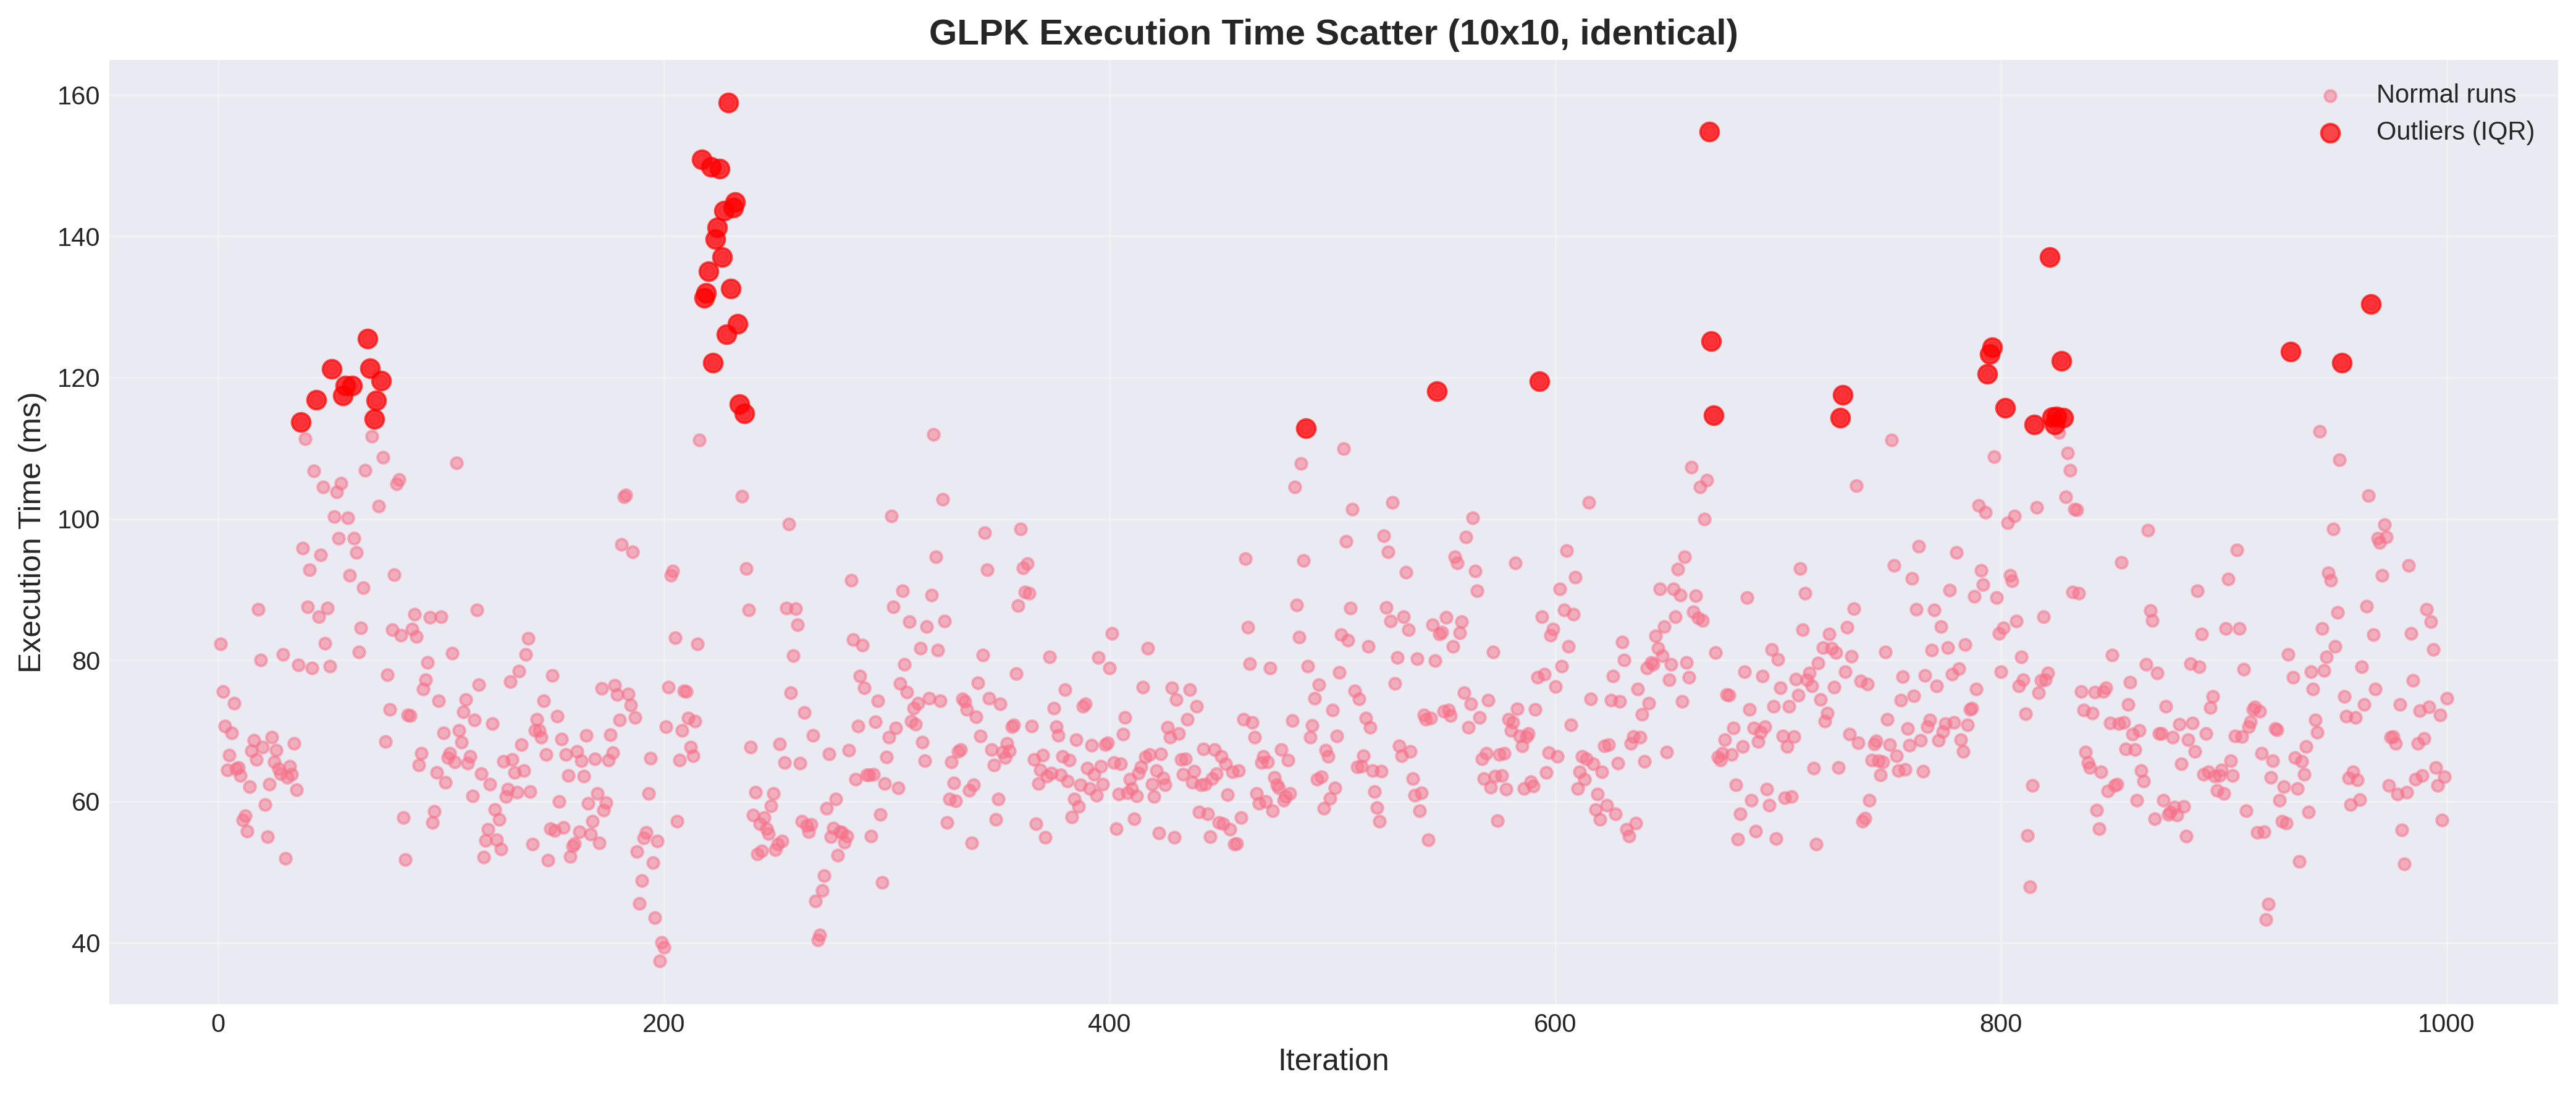 GLPK Execution Time Scatter (10x10, identical)
Normal runs
Outliers (IQR)
Execution Time (ms)
160
140
120
100
80
60
40
0
200
400
600
800
1000
Iteration